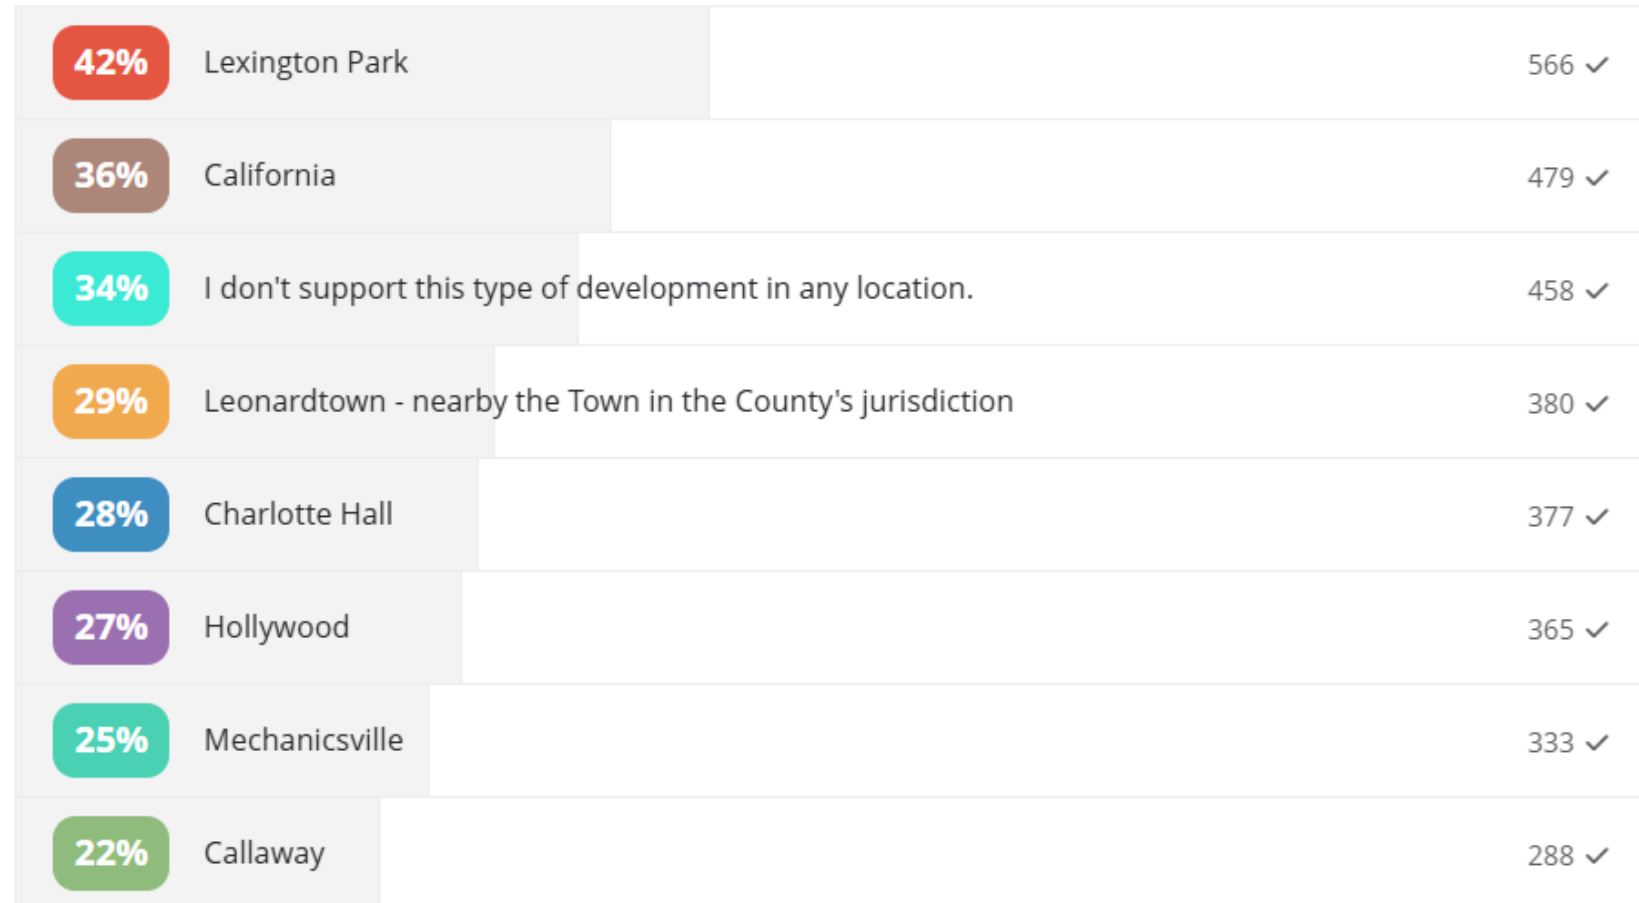 42% Lexington Park 566 ✓
36% California 479 ✓
34% I don't support this type of development in any location. 458 ✓
29% Leonardtown - nearby the Town in the County's jurisdiction 380 ✓
28% Charlotte Hall 377 ✓
27% Hollywood 365 ✓
25% Mechanicsville 333 ✓
22% Callaway 288 ✓